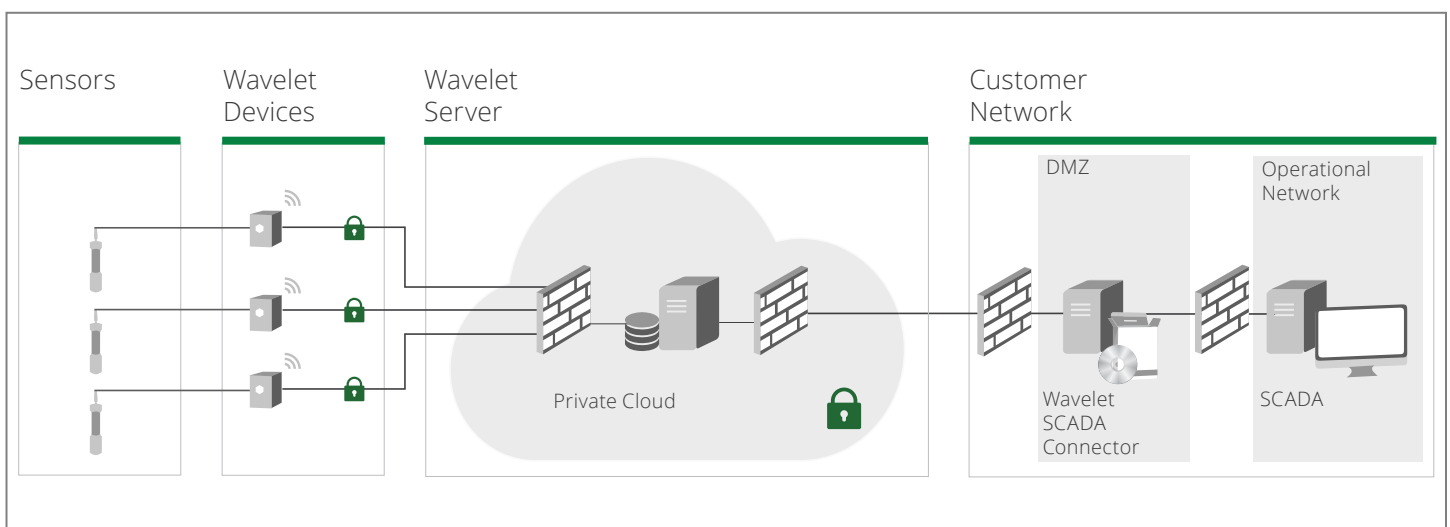 Sensors
Wavelet
Devices
Wavelet
Server
Customer
Network
DMZ
Operational
Network
Private Cloud
Wavelet
SCADA
Connector
SCADA